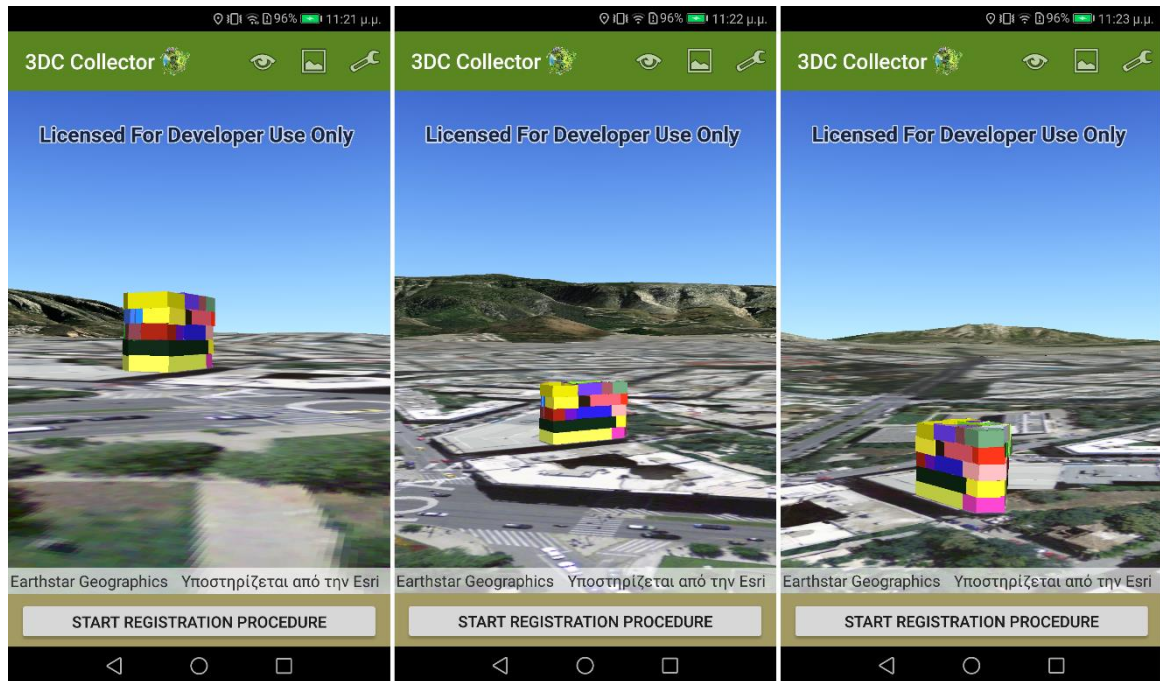 96% 11:21 μ.μ.
3DC Collector
Licensed For Developer Use Only
Earthstar Geographics Υποστηρίζεται από την Esri
START REGISTRATION PROCEDURE
96% 11:22 μ.μ.
3DC Collector
Licensed For Developer Use Only
Earthstar Geographics Υποστηρίζεται από την Esri
START REGISTRATION PROCEDURE
96% 11:23 μ.μ.
3DC Collector
Licensed For Developer Use Only
Earthstar Geographics Υποστηρίζεται από την Esri
START REGISTRATION PROCEDURE